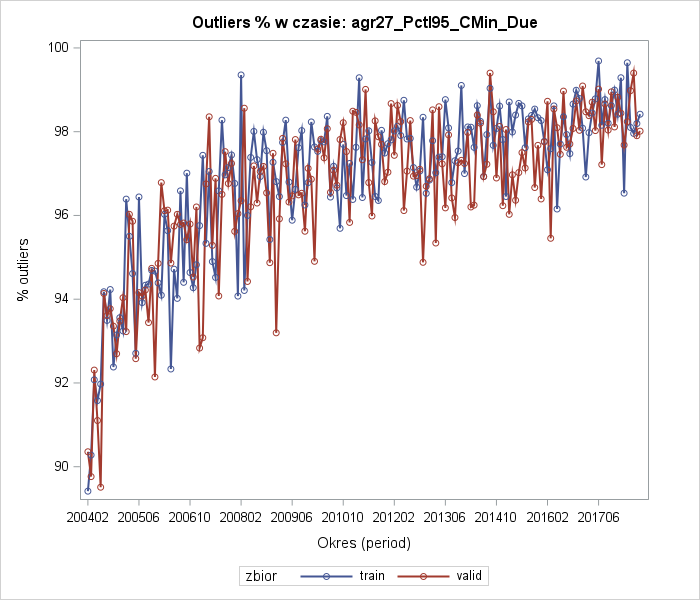 Outliers % w czasie: agr27_Pctl95_CMin_Due
% outliers
100
98
96
94
92
90
200402 200506 200610 200802 200906 201010 201202 201306 201410 201602 201706
Okres (period)
zbior train valid